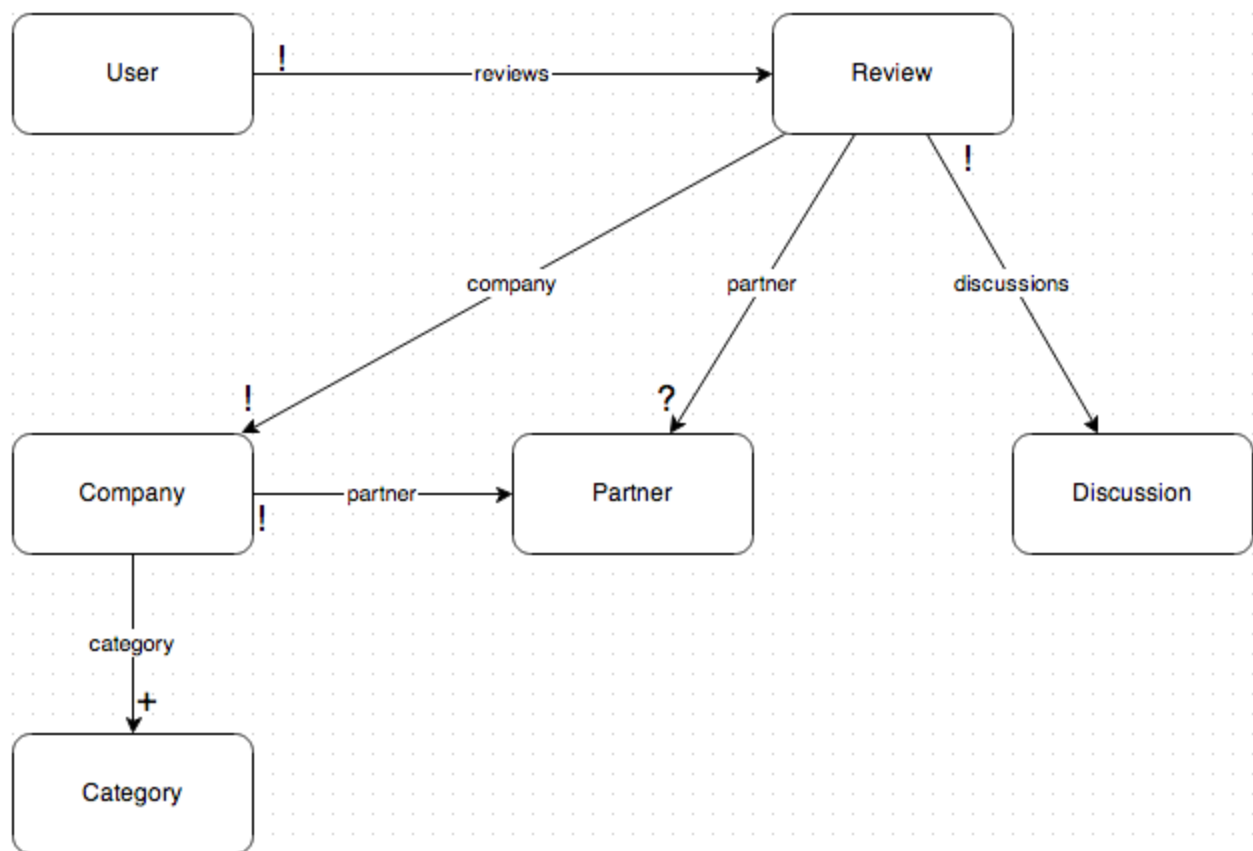 User
!
reviews
Review
!
company
partner
discussions
!
?
Company
partner
!
Partner
Discussion
category
+
Category